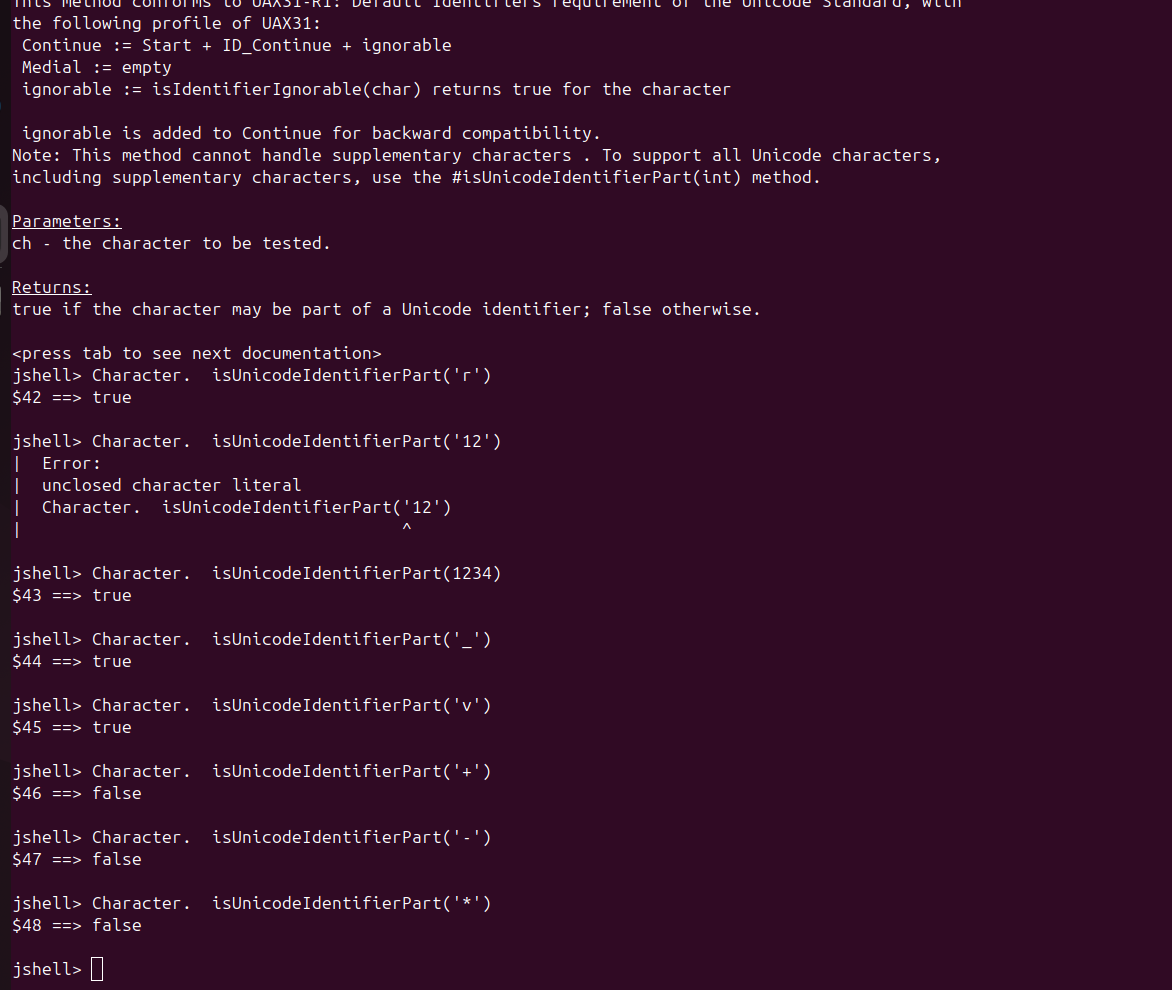 This method conforms to UAX31-R1: Default Identifiers requirement of the Unicode Standard, with
the following profile of UAX31:
 Continue := Start + ID_Continue + ignorable
 Medial := empty
 ignorable := isIdentifierIgnorable(char) returns true for the character

 ignorable is added to Continue for backward compatibility.
Note: This method cannot handle supplementary characters . To support all Unicode characters,
including supplementary characters, use the #isUnicodeIdentifierPart(int) method.

Parameters:
ch - the character to be tested.

Returns:
true if the character may be part of a Unicode identifier; false otherwise.

<press tab to see next documentation>
jshell> Character.  isUnicodeIdentifierPart('r')
$42 ==> true

jshell> Character.  isUnicodeIdentifierPart('12')
|  Error:
|  unclosed character literal
|  Character.  isUnicodeIdentifierPart('12')
|                                      ^

jshell> Character.  isUnicodeIdentifierPart(1234)
$43 ==> true

jshell> Character.  isUnicodeIdentifierPart('_')
$44 ==> true

jshell> Character.  isUnicodeIdentifierPart('v')
$45 ==> true

jshell> Character.  isUnicodeIdentifierPart('+')
$46 ==> false

jshell> Character.  isUnicodeIdentifierPart('-')
$47 ==> false

jshell> Character.  isUnicodeIdentifierPart('*')
$48 ==> false

jshell>